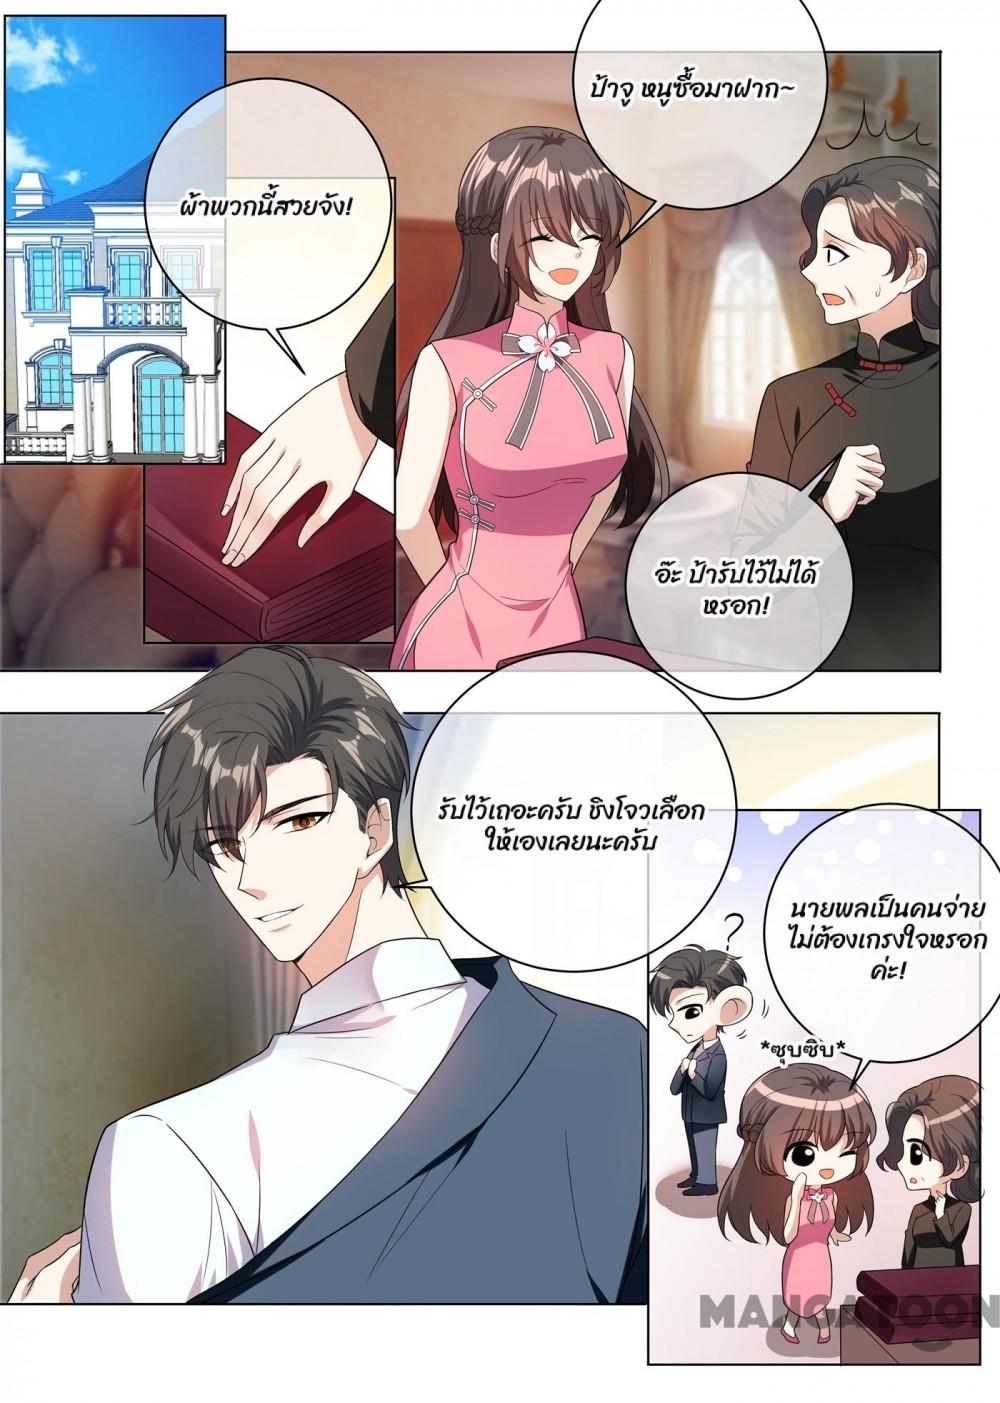 ป้าจู หนูซื้อมาฝาก~
ผ้าพวกนี้สวยจัง!
อ๊ะ ป้ารับไว้ไม่ได้
หรอก!
รับไว้เถอะครับ ชิงโจวเลือก
ให้เองเลยนะครับ
นายพลเป็นคนจ่าย
ไม่ต้องเกรงใจหรอก
ค่ะ!
?
*ซุบซิบ*
MANGATOON